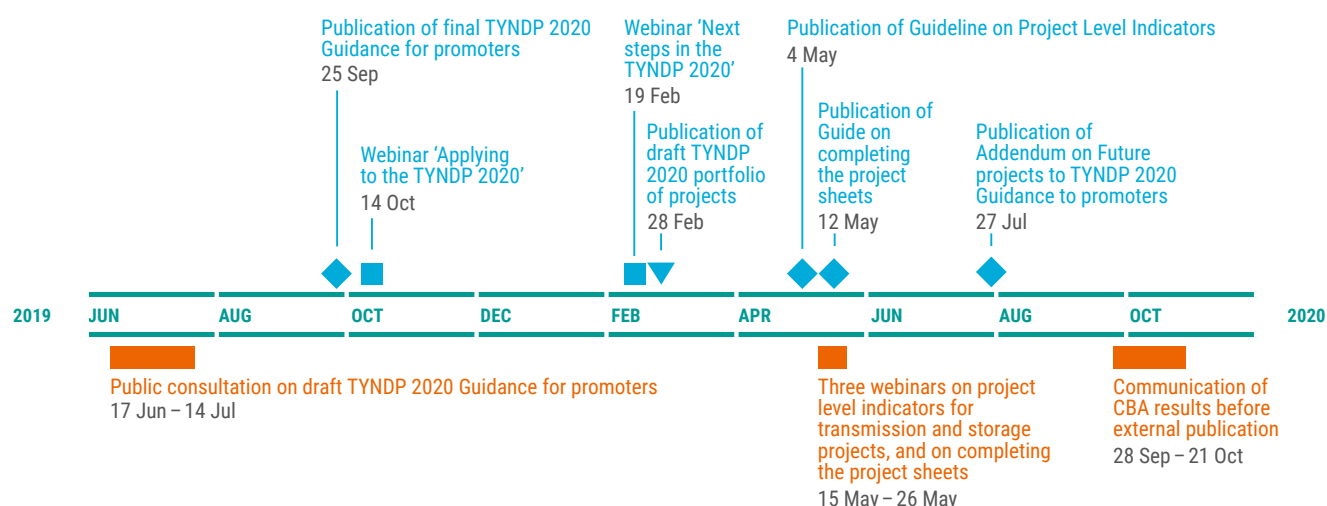 Publication of final TYNDP 2020
Guidance for promoters
25 Sep
Webinar ‘Applying
to the TYNDP 2020’
14 Oct
Webinar ‘Next
steps in the
TYNDP 2020’
19 Feb
Publication of
draft TYNDP
2020 portfolio
of projects
28 Feb
Publication of Guideline on Project Level Indicators
4 May
Publication of
Guide on
completing
the project
sheets
12 May
Publication of
Addendum on Future
projects to TYNDP 2020
Guidance to promoters
27 Jul
2019 JUN AUG OCT DEC FEB APR JUN AUG OCT 2020
Public consultation on draft TYNDP 2020 Guidance for promoters
17 Jun – 14 Jul
Three webinars on project
level indicators for
transmission and storage
projects, and on completing
the project sheets
15 May – 26 May
Communication of
CBA results before
external publication
28 Sep – 21 Oct